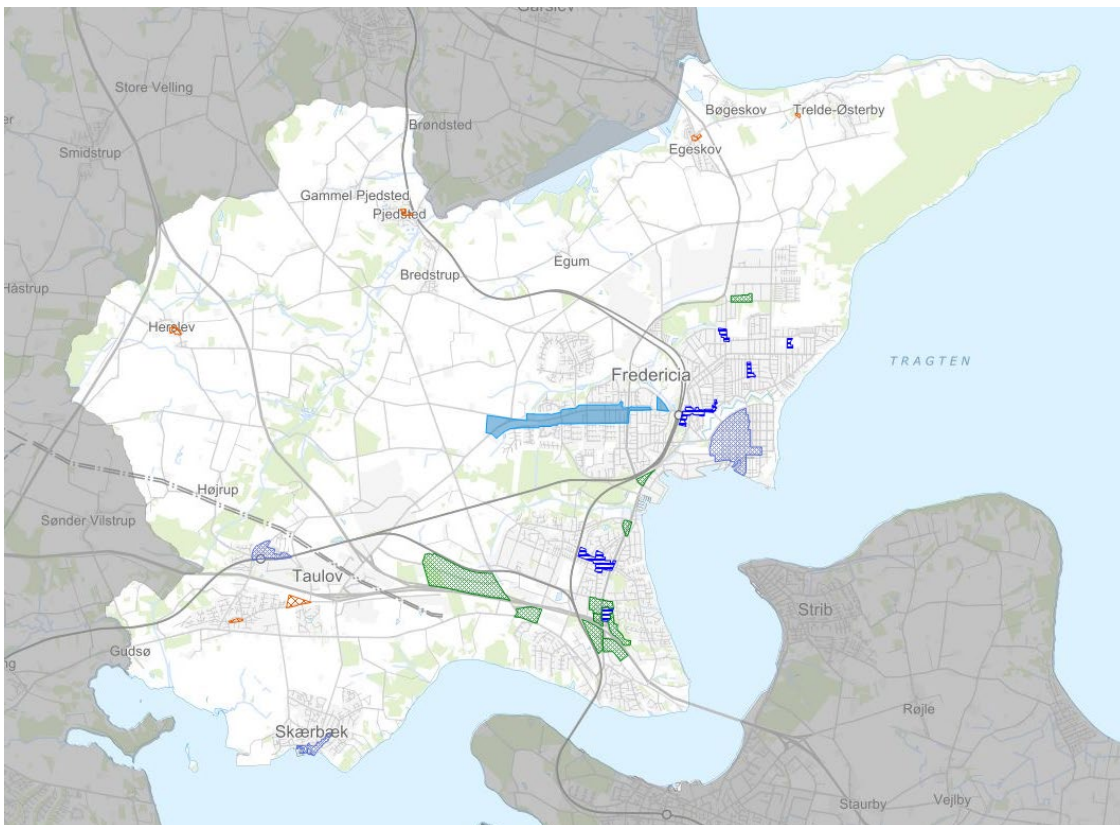 Garslev
Store Velling
Bøgeskov
Trelde-Østerby
Brøndsted
Smidstrup
Egeskov
Gammel Pjedsted
Pjedsted
Egum
Bredstrup
Håstrup
Herslev
TRAGTEN
Fredericia
Højrup
Sønder Vilstrup
Taulov
Strib
Gudsø
Røjle
Skærbæk
Staurby
Vejlby